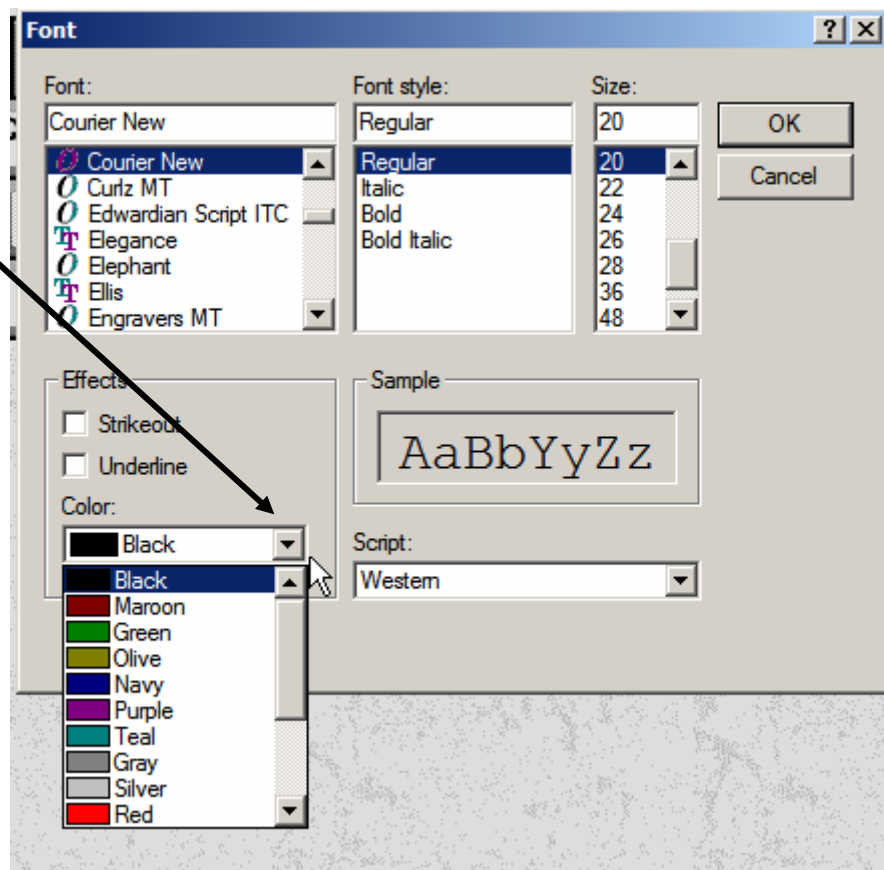 Font
Font:
Font style:
Size:
Courier New
Regular
20
OK
Cancel
Courier New
Curlz MT
Edwardian Script ITC
Elegance
Elephant
Ellis
Engravers MT
Regular
Italic
Bold
Bold Italic
20
22
24
26
28
36
48
Effects
Strikeout
Underline
Color:
Black
Black
Maroon
Green
Olive
Navy
Purple
Teal
Gray
Silver
Red
Sample
AaBbYyZz
Script:
Western